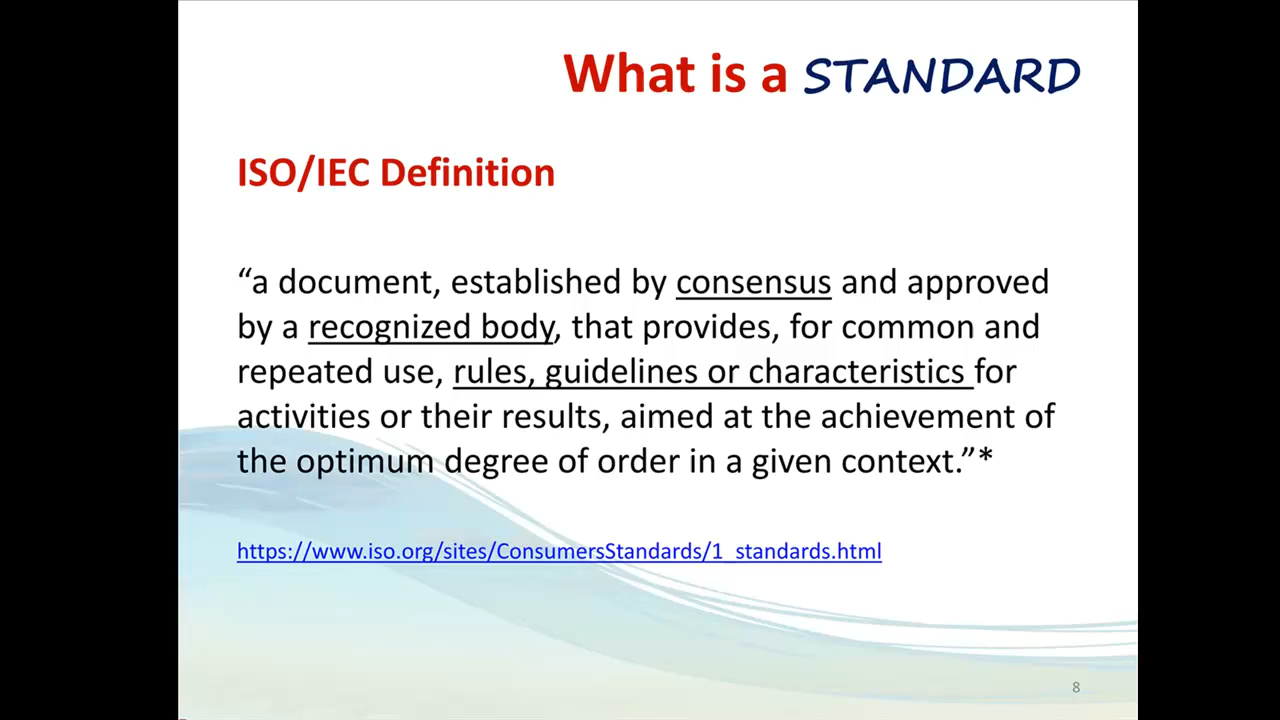 What is a STANDARD
ISO/IEC Definition
“a document, established by consensus and approved
by a recognized body, that provides, for common and
repeated use, rules, guidelines or characteristics for
activities or their results, aimed at the achievement of
the optimum degree of order in a given context.”*
https://www.iso.org/sites/ConsumersStandards/1_standards.html
8